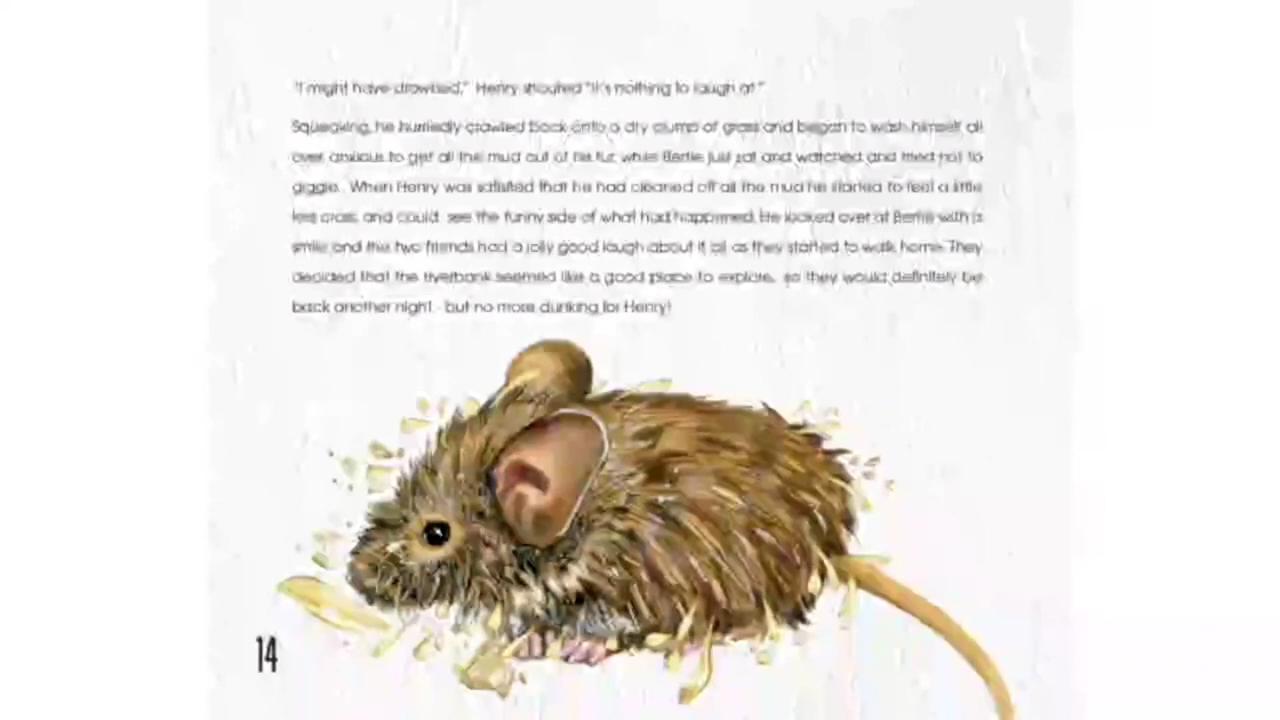 "I might have drowned," Henry shouted "It's nothing to laugh at"
Squeaking, he hurriedly crawled back onto a dry clump of grass and began to wash himself all
over, anxious to get all the mud out of his fur, while Bertie just sat and watched and tried not to
giggle. When Henry was satisfied that he had cleaned off all the mud he started to feel a little
less cross, and could see the funny side of what had happened. He looked over at Bertie with a
smile and the two friends had a jolly good laugh about it all as they started to walk home. They
decided that the riverbank seemed like a good place to explore, so they would definitely be
back another night - but no more dunking for Henry!
14